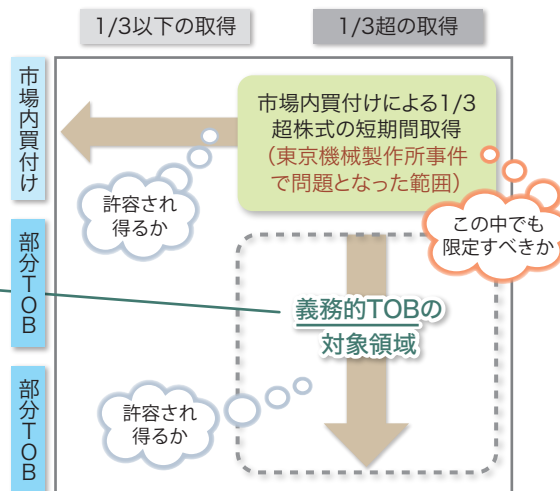 1/3以下の取得
1/3超の取得
市場内買付け
市場内買付けによる1/3
超株式の短期間取得
（東京機械製作所事件
で問題となった範囲）
許容され
得るか
この中でも
限定すべきか
部分TOB
義務的TOBの
対象領域
部分TOB
許容され
得るか